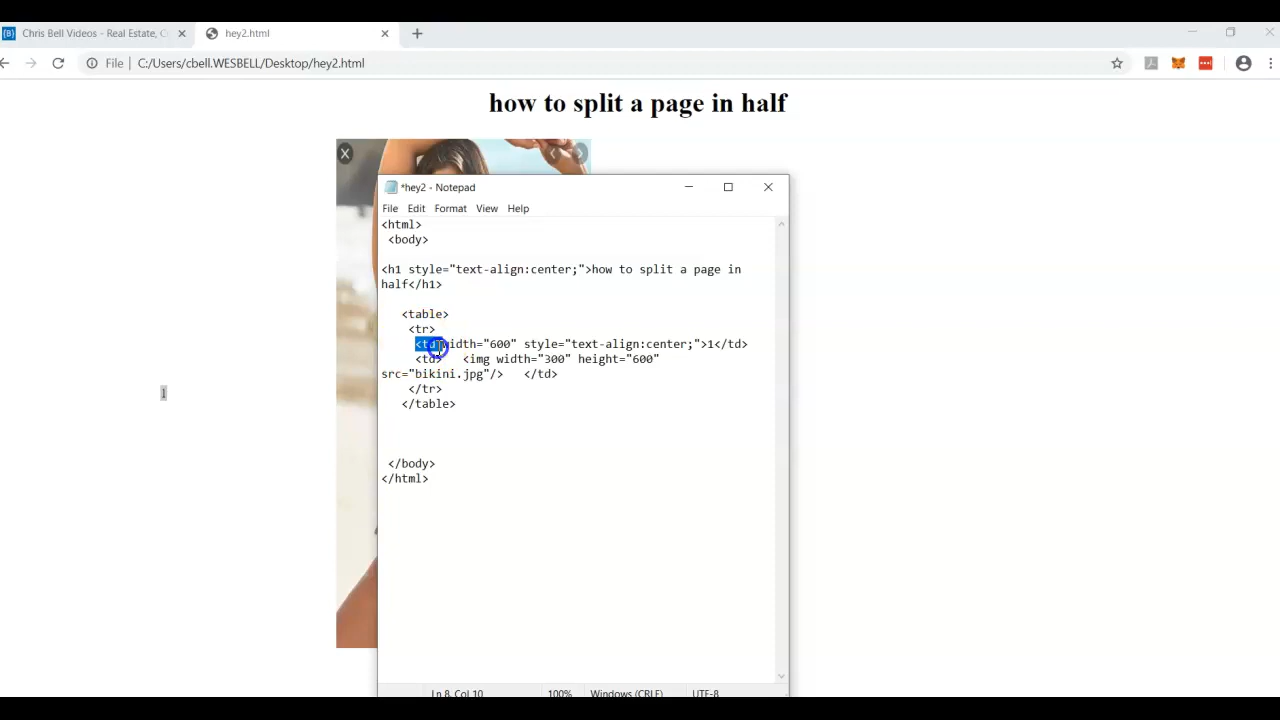 Chris Bell Videos - Real Estate, C
hey2.html
File
C:/Users/cbell.WESBELL/Desktop/hey2.html
how to split a page in half
X
*hey2 - Notepad
File Edit Format View Help
<html>
<body>
<h1 style="text-align:center;">how to split a page in
half</h1>
<table>
<tr>
<td width="600" style="text-align:center;">1</td>
<td> <img width="300" height="600"
src="bikini.jpg"/> </td>
</tr>
</table>
</body>
</html>
Ln 8, Col 10 100% Windows (CRLF) UTF-8